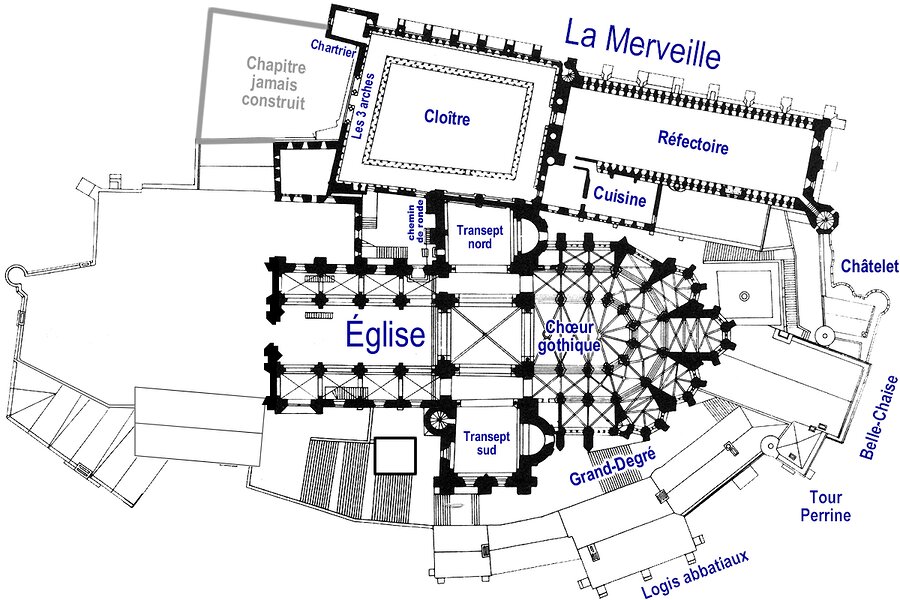 La Merveille
Chartrier
Chapitre
jamais
construit
Les 3 arches
Cloître
Réfectoire
Cuisine
chemin
de ronde
Transept
nord
Châtelet
Église
Chœur
gothique
Belle-Chaise
Transept
sud
Grand-Degré
Tour
Perrine
Logis abbatiaux